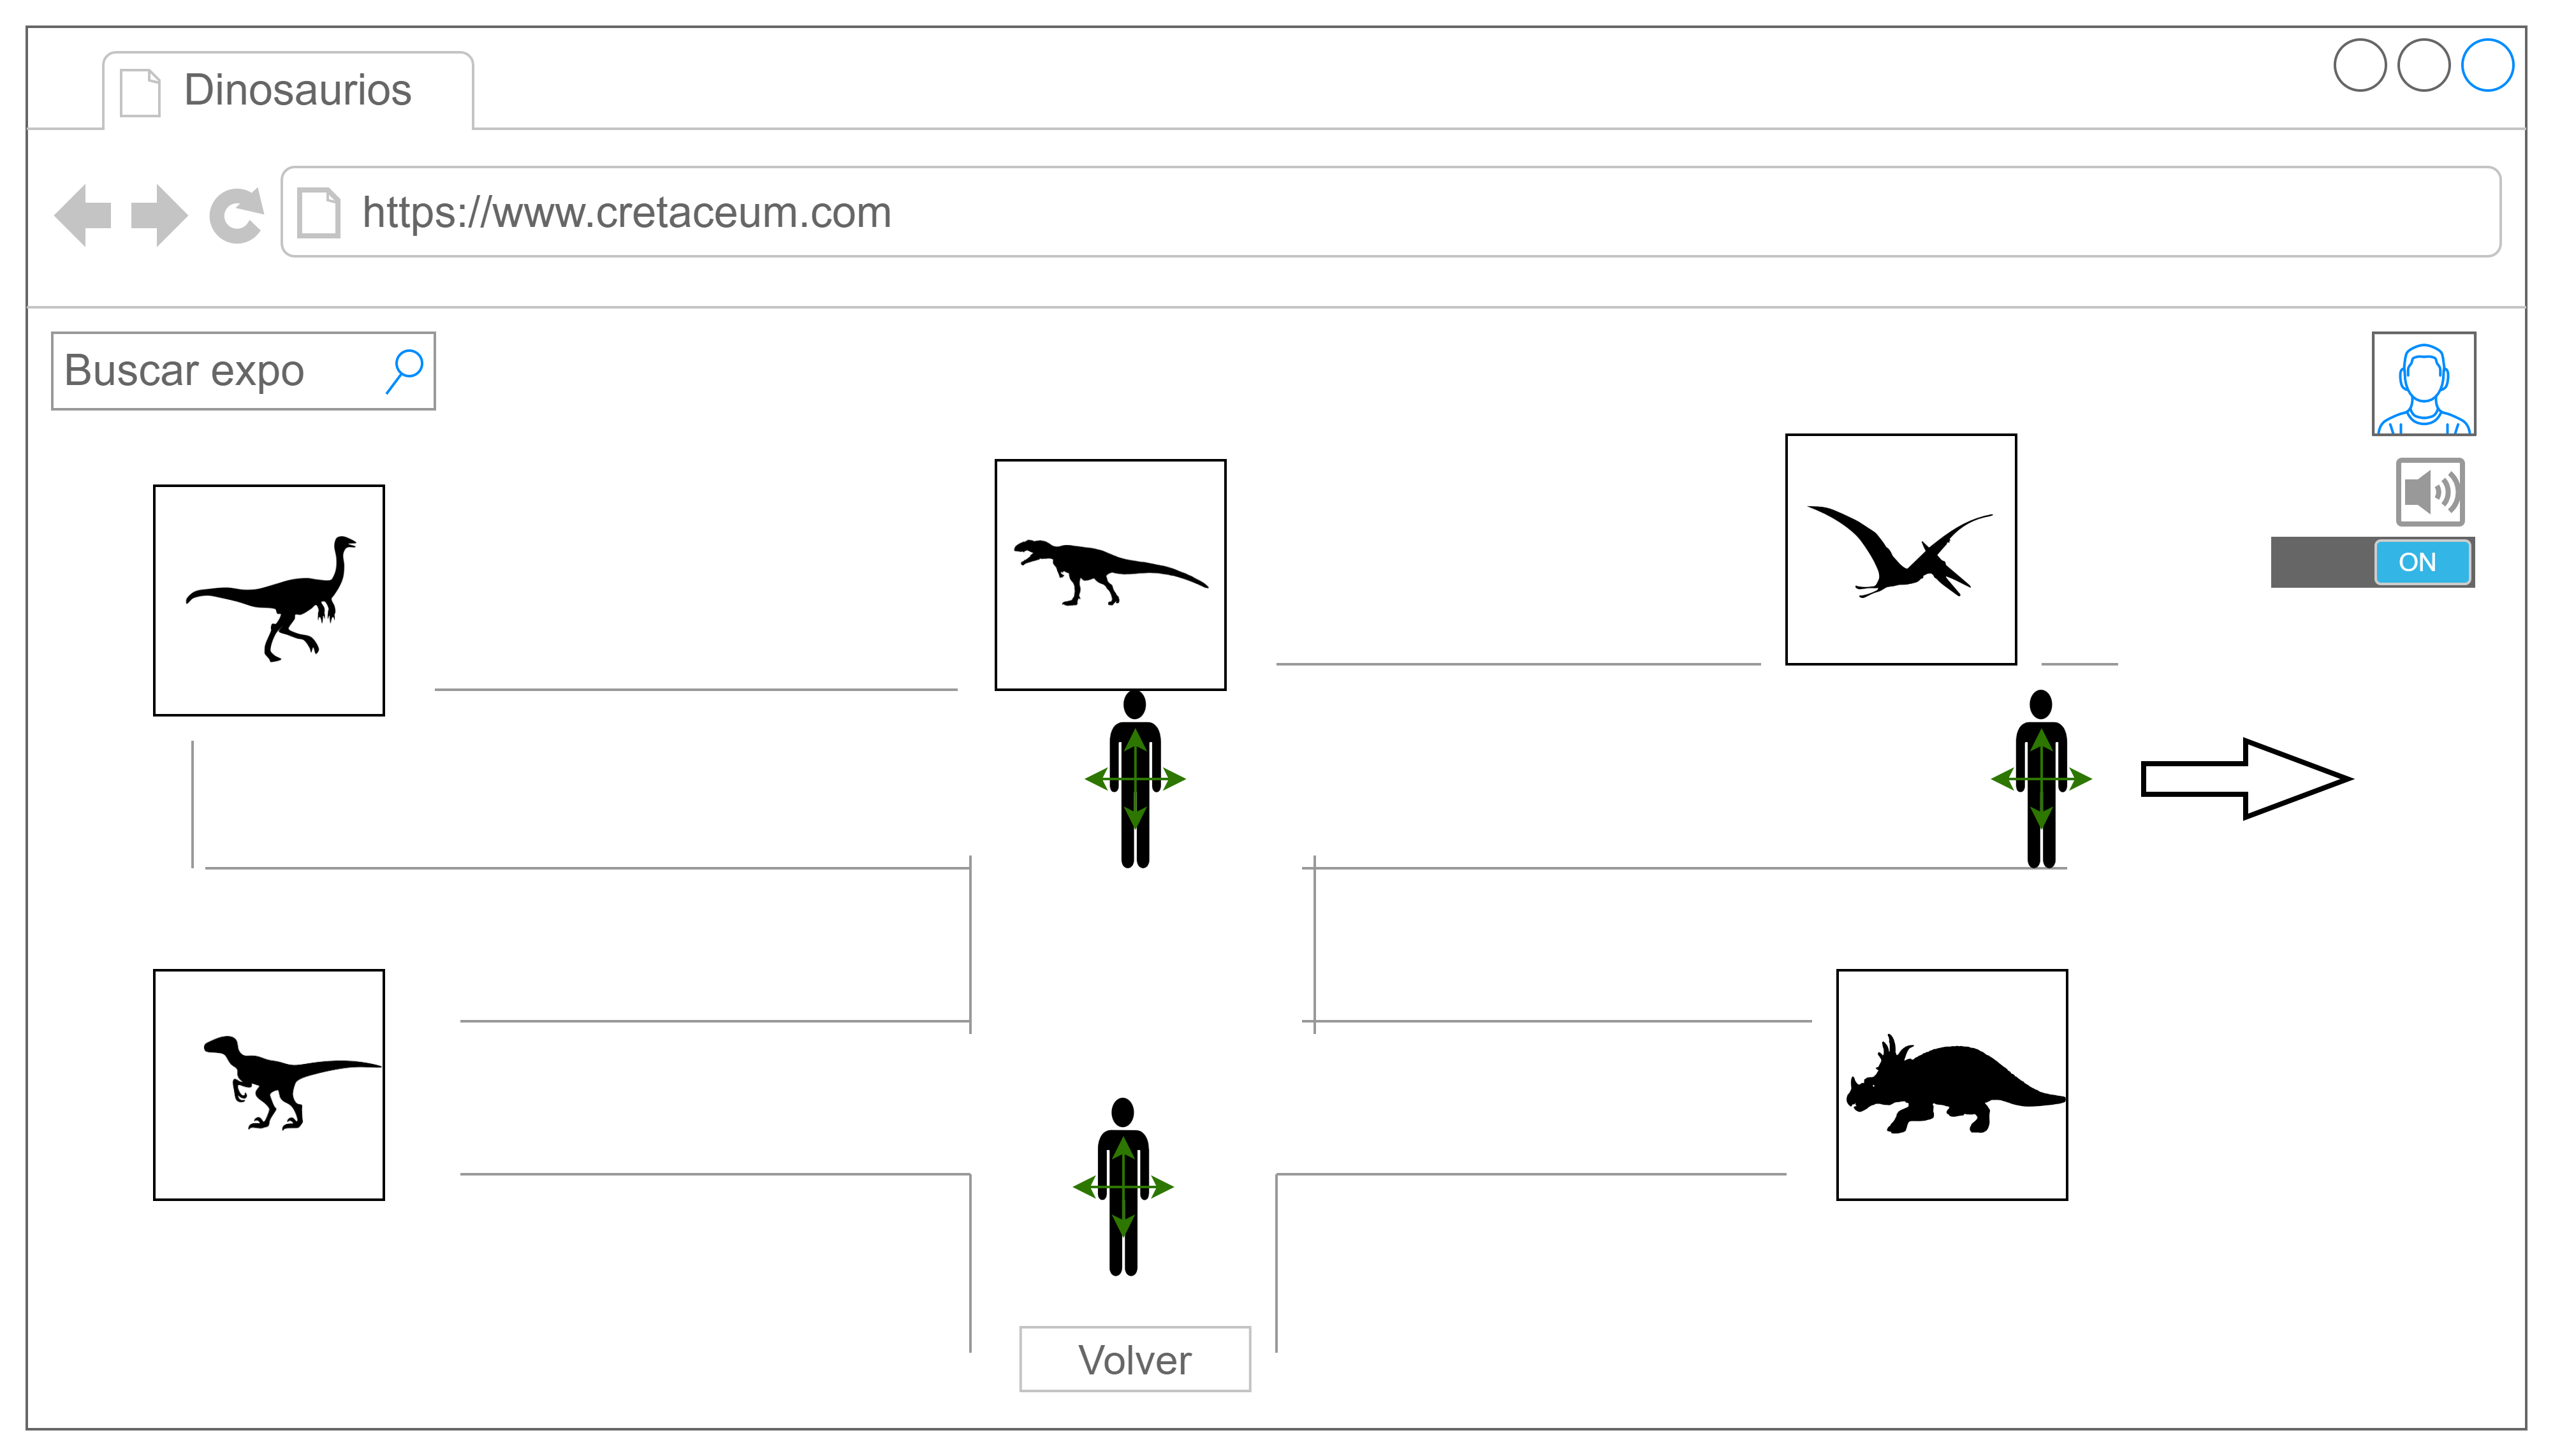 Dinosaurios
https://www.cretaceum.com
Buscar expo
ON
Volver